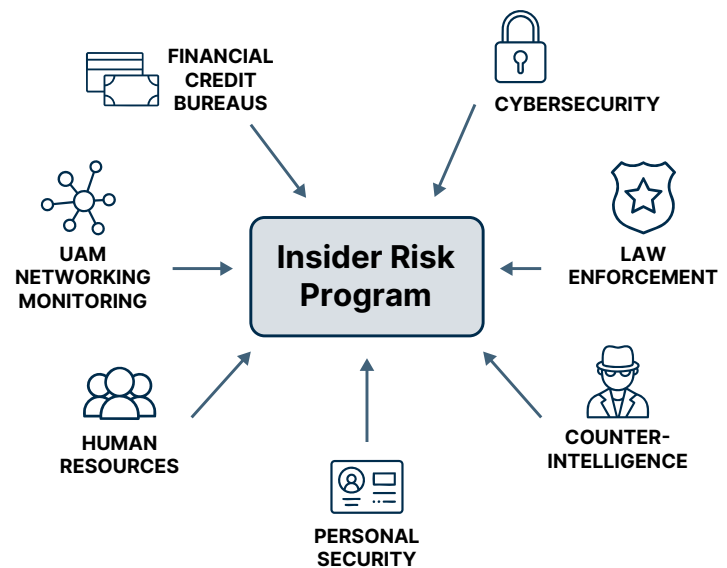 FINANCIAL
CREDIT
BUREAUS
CYBERSECURITY
UAM
NETWORKING
MONITORING
Insider Risk
Program
LAW
ENFORCEMENT
HUMAN
RESOURCES
COUNTER-
INTELLIGENCE
PERSONAL
SECURITY